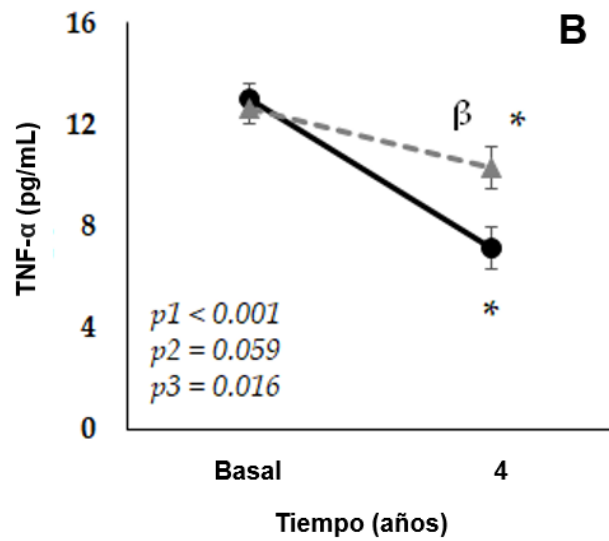 B
16
12
8
4
0
TNF-α (pg/mL)
β *
*
p1 < 0.001
p2 = 0.059
p3 = 0.016
Basal 4
Tiempo (años)